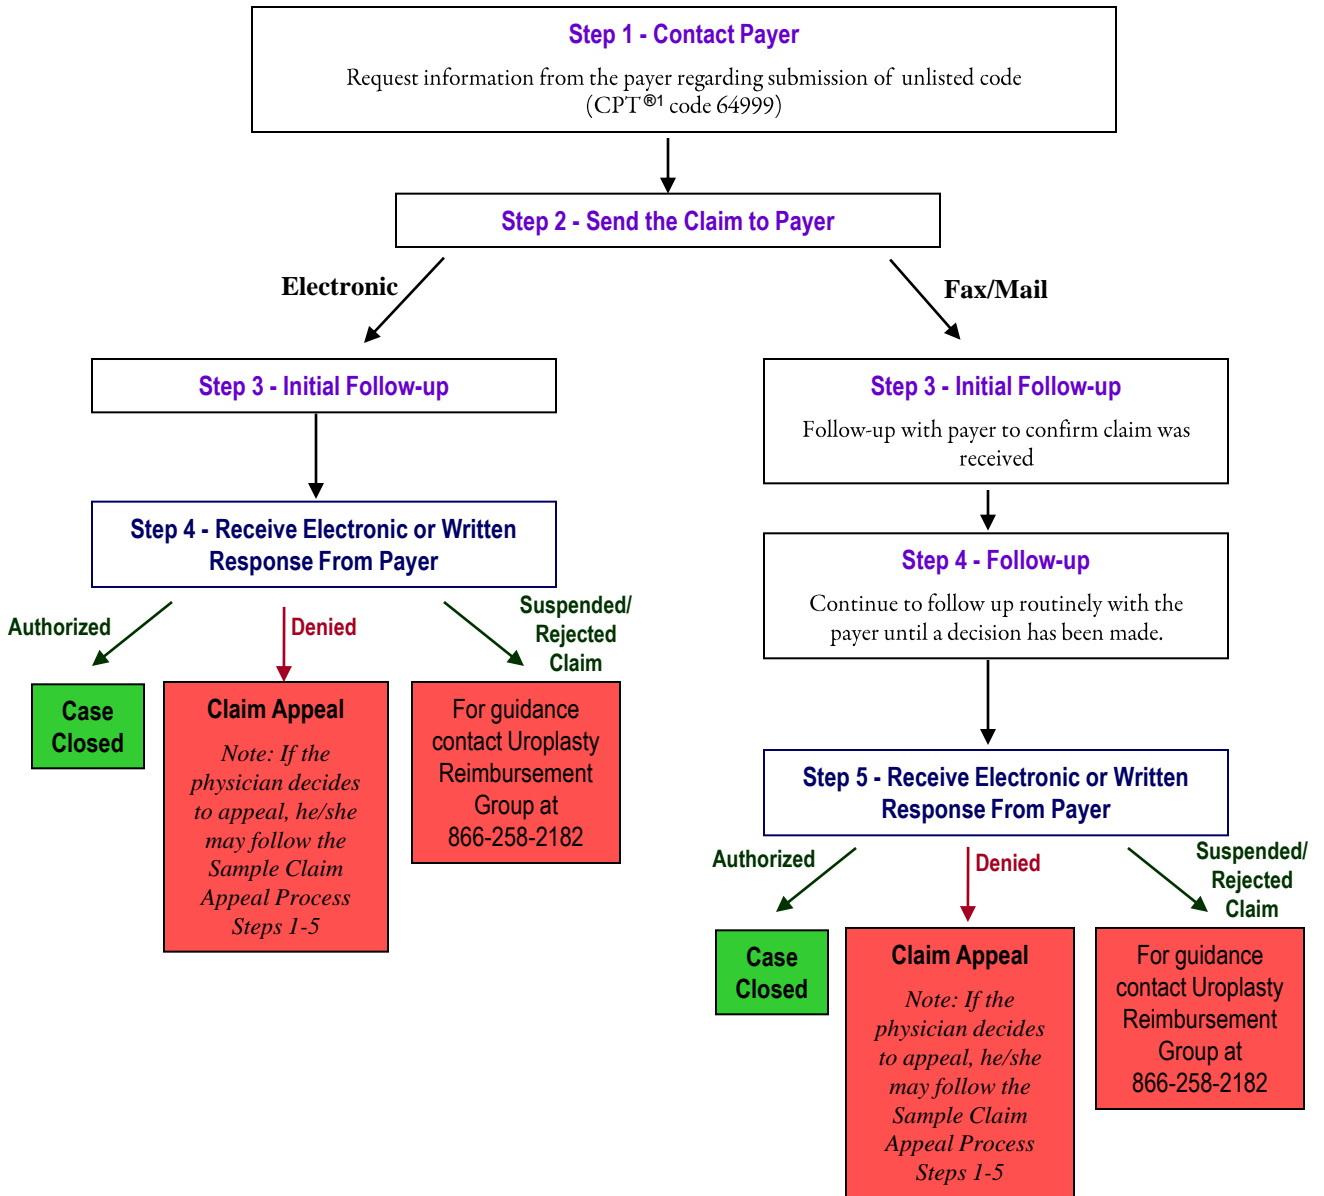 Step 1 - Contact Payer
Request information from the payer regarding submission of unlisted code
(CPT®1 code 64999)
Step 2 - Send the Claim to Payer
Electronic
Fax/Mail
Step 3 - Initial Follow-up
Step 4 - Receive Electronic or Written
Response From Payer
Authorized
Denied
Suspended/
Rejected
Claim
Case
Closed
Claim Appeal
Note: If the
physician decides
to appeal, he/she
may follow the
Sample Claim
Appeal Process
Steps 1-5
For guidance
contact Uroplasty
Reimbursement
Group at
866-258-2182
Step 3 - Initial Follow-up
Follow-up with payer to confirm claim was
received
Step 4 - Follow-up
Continue to follow up routinely with the
payer until a decision has been made.
Step 5 - Receive Electronic or Written
Response From Payer
Authorized
Denied
Suspended/
Rejected
Claim
Case
Closed
Claim Appeal
Note: If the
physician decides
to appeal, he/she
may follow the
Sample Claim
Appeal Process
Steps 1-5
For guidance
contact Uroplasty
Reimbursement
Group at
866-258-2182